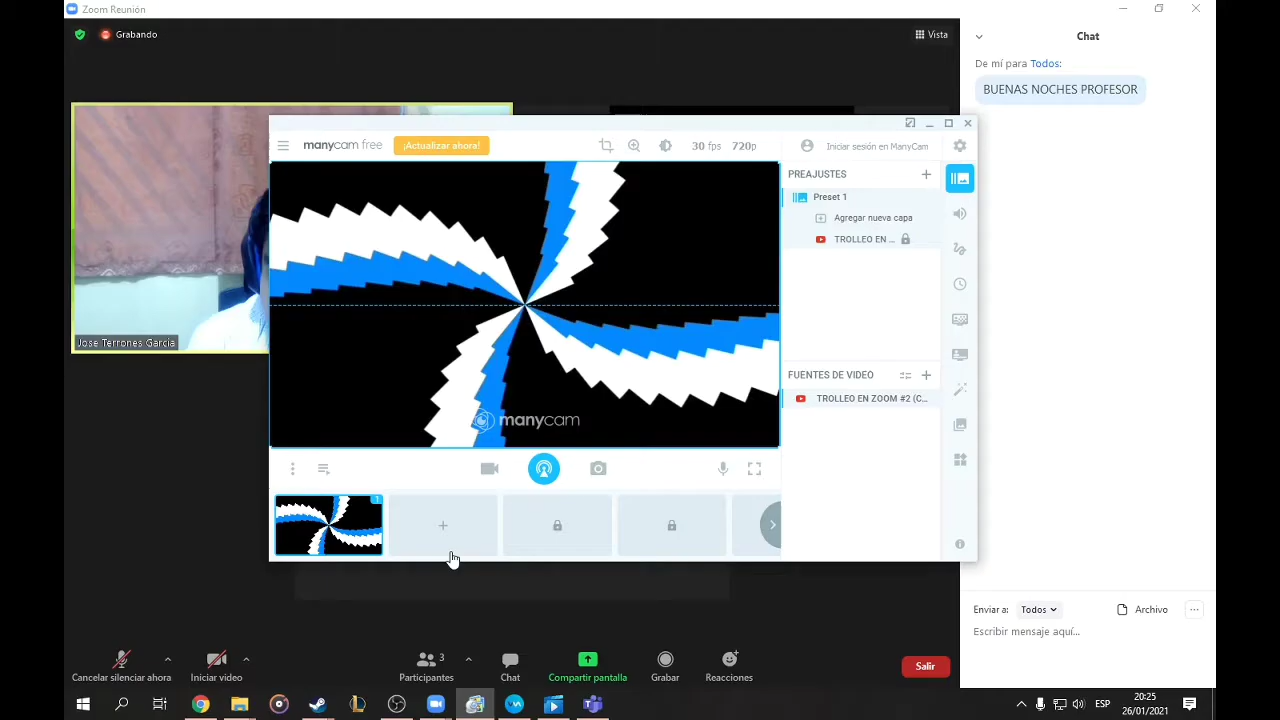 Zoom Reunión
Grabando
Vista
Chat
De mí para Todos:
BUENAS NOCHES PROFESOR
Jose Terrones Garcia
manycam free
¡Actualizar ahora!
30 fps
720p
Iniciar sesión en ManyCam
PREAJUSTES
Preset 1
Agregar nueva capa
TROLLEO EN ...
FUENTES DE VIDEO
TROLLEO EN ZOOM #2 (C...
manycam
1
Enviar a:
Todos
Archivo
Escribir mensaje aquí...
Cancelar silenciar ahora
Iniciar video
3
Participantes
Chat
Compartir pantalla
Grabar
Reacciones
Salir
ESP
20:25
26/01/2021